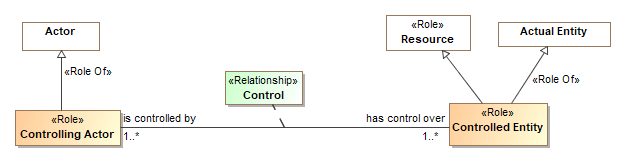 Actor
«Role»
Resource
Actual Entity
«Role Of»
«Relationship»
Control
«Role Of»
«Role»
Controlling Actor
is controlled by
1..*
has control over
1..*
«Role»
Controlled Entity